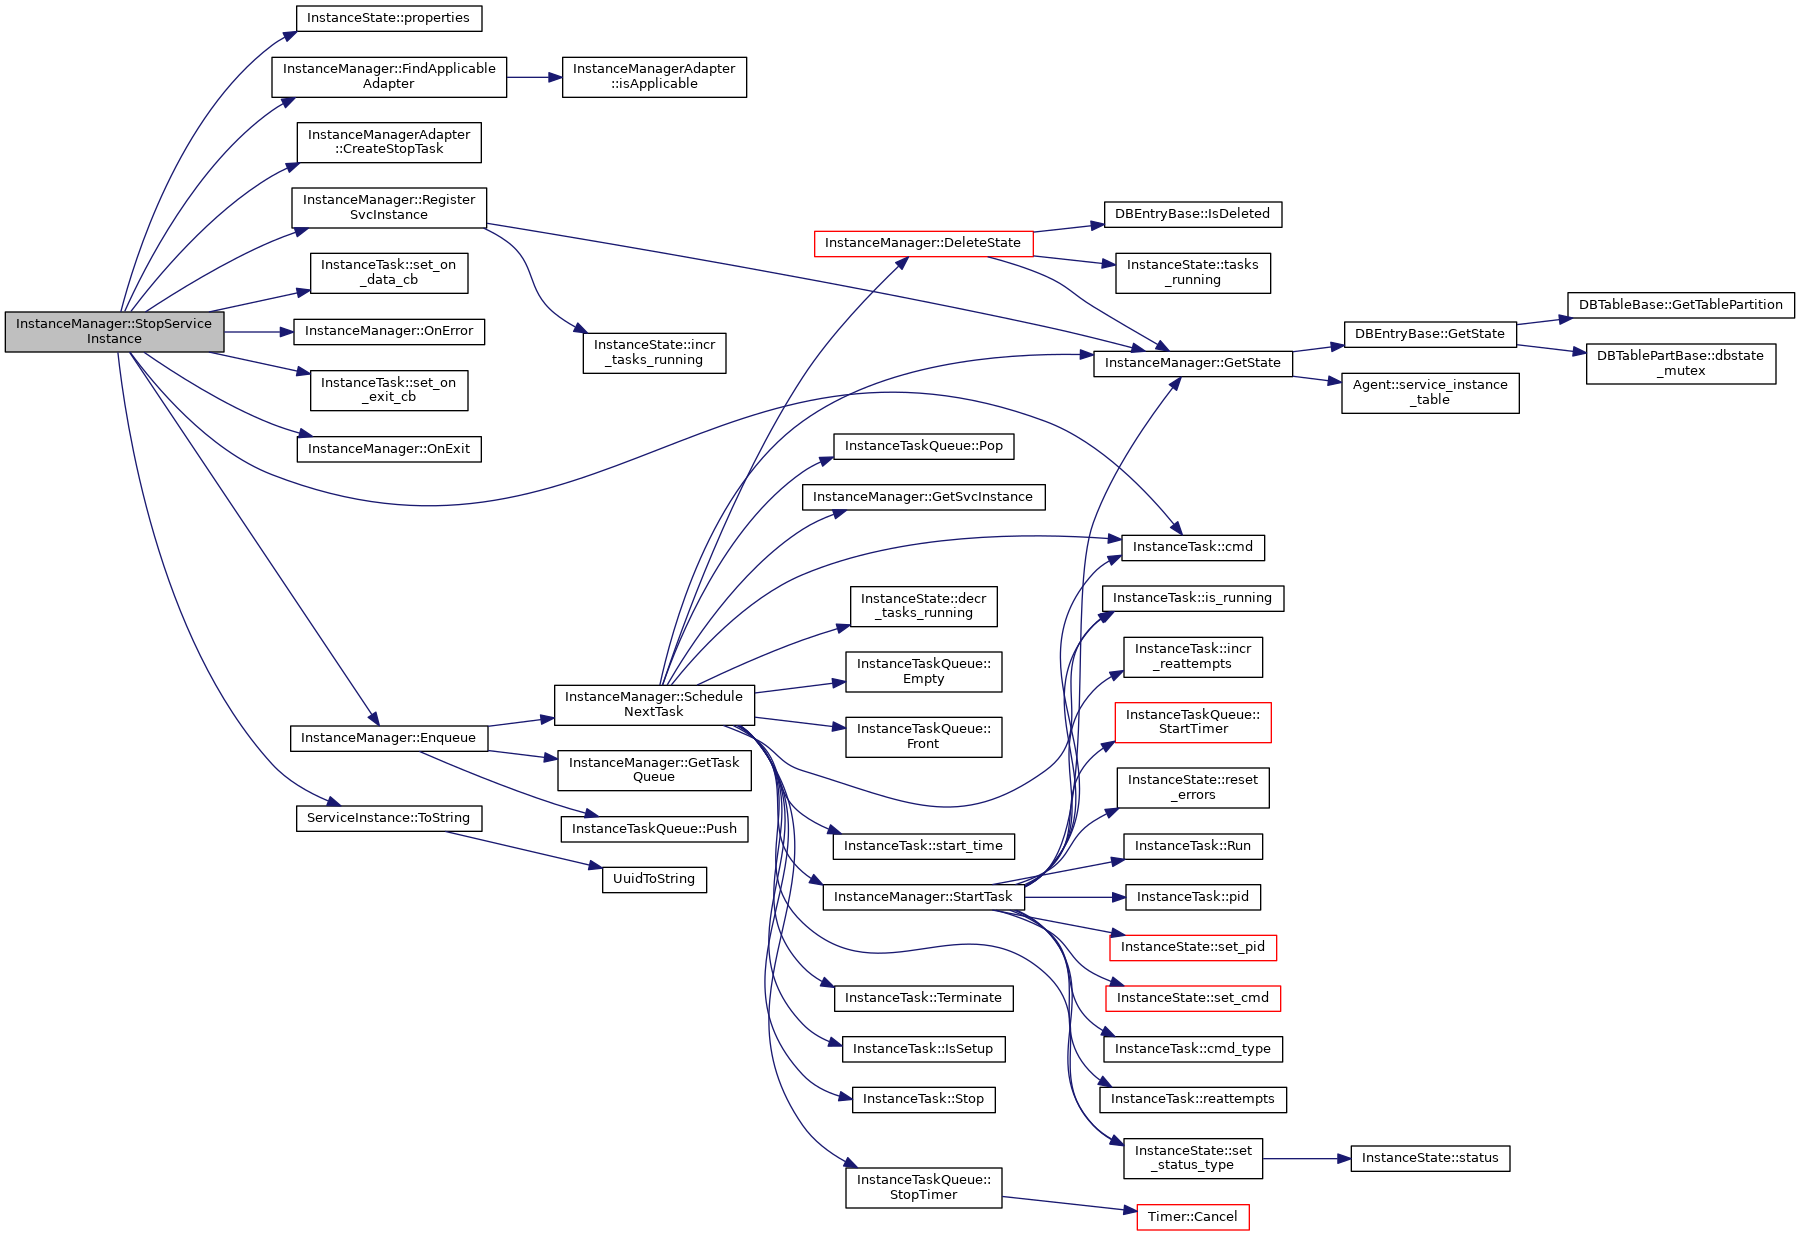 InstanceManager::StopService
Instance
InstanceState::properties
InstanceManager::FindApplicable
Adapter
InstanceManagerAdapter
::isApplicable
InstanceManagerAdapter
::CreateStopTask
InstanceManager::Register
SvcInstance
InstanceTask::set_on
_data_cb
InstanceManager::OnError
InstanceTask::set_on
_exit_cb
InstanceManager::OnExit
InstanceState::incr
_tasks_running
InstanceManager::Enqueue
ServiceInstance::ToString
InstanceManager::Schedule
NextTask
InstanceManager::GetTask
Queue
InstanceTaskQueue::Push
UuidToString
InstanceManager::DeleteState
InstanceTaskQueue::Pop
InstanceManager::GetSvcInstance
InstanceState::decr
_tasks_running
InstanceTaskQueue::
Empty
InstanceTaskQueue::
Front
InstanceTask::start_time
InstanceManager::StartTask
InstanceTask::Terminate
InstanceTask::IsSetup
InstanceTask::Stop
InstanceTaskQueue::
StopTimer
DBEntryBase::IsDeleted
InstanceState::tasks
_running
InstanceManager::GetState
InstanceTask::cmd
InstanceTask::is_running
InstanceTask::incr
_reattempts
InstanceTaskQueue::
StartTimer
InstanceState::reset
_errors
InstanceTask::Run
InstanceTask::pid
InstanceState::set_pid
InstanceState::set_cmd
InstanceTask::cmd_type
InstanceTask::reattempts
InstanceState::set
_status_type
Timer::Cancel
DBEntryBase::GetState
Agent::service_instance
_table
InstanceState::status
DBTableBase::GetTablePartition
DBTablePartBase::dbstate
_mutex